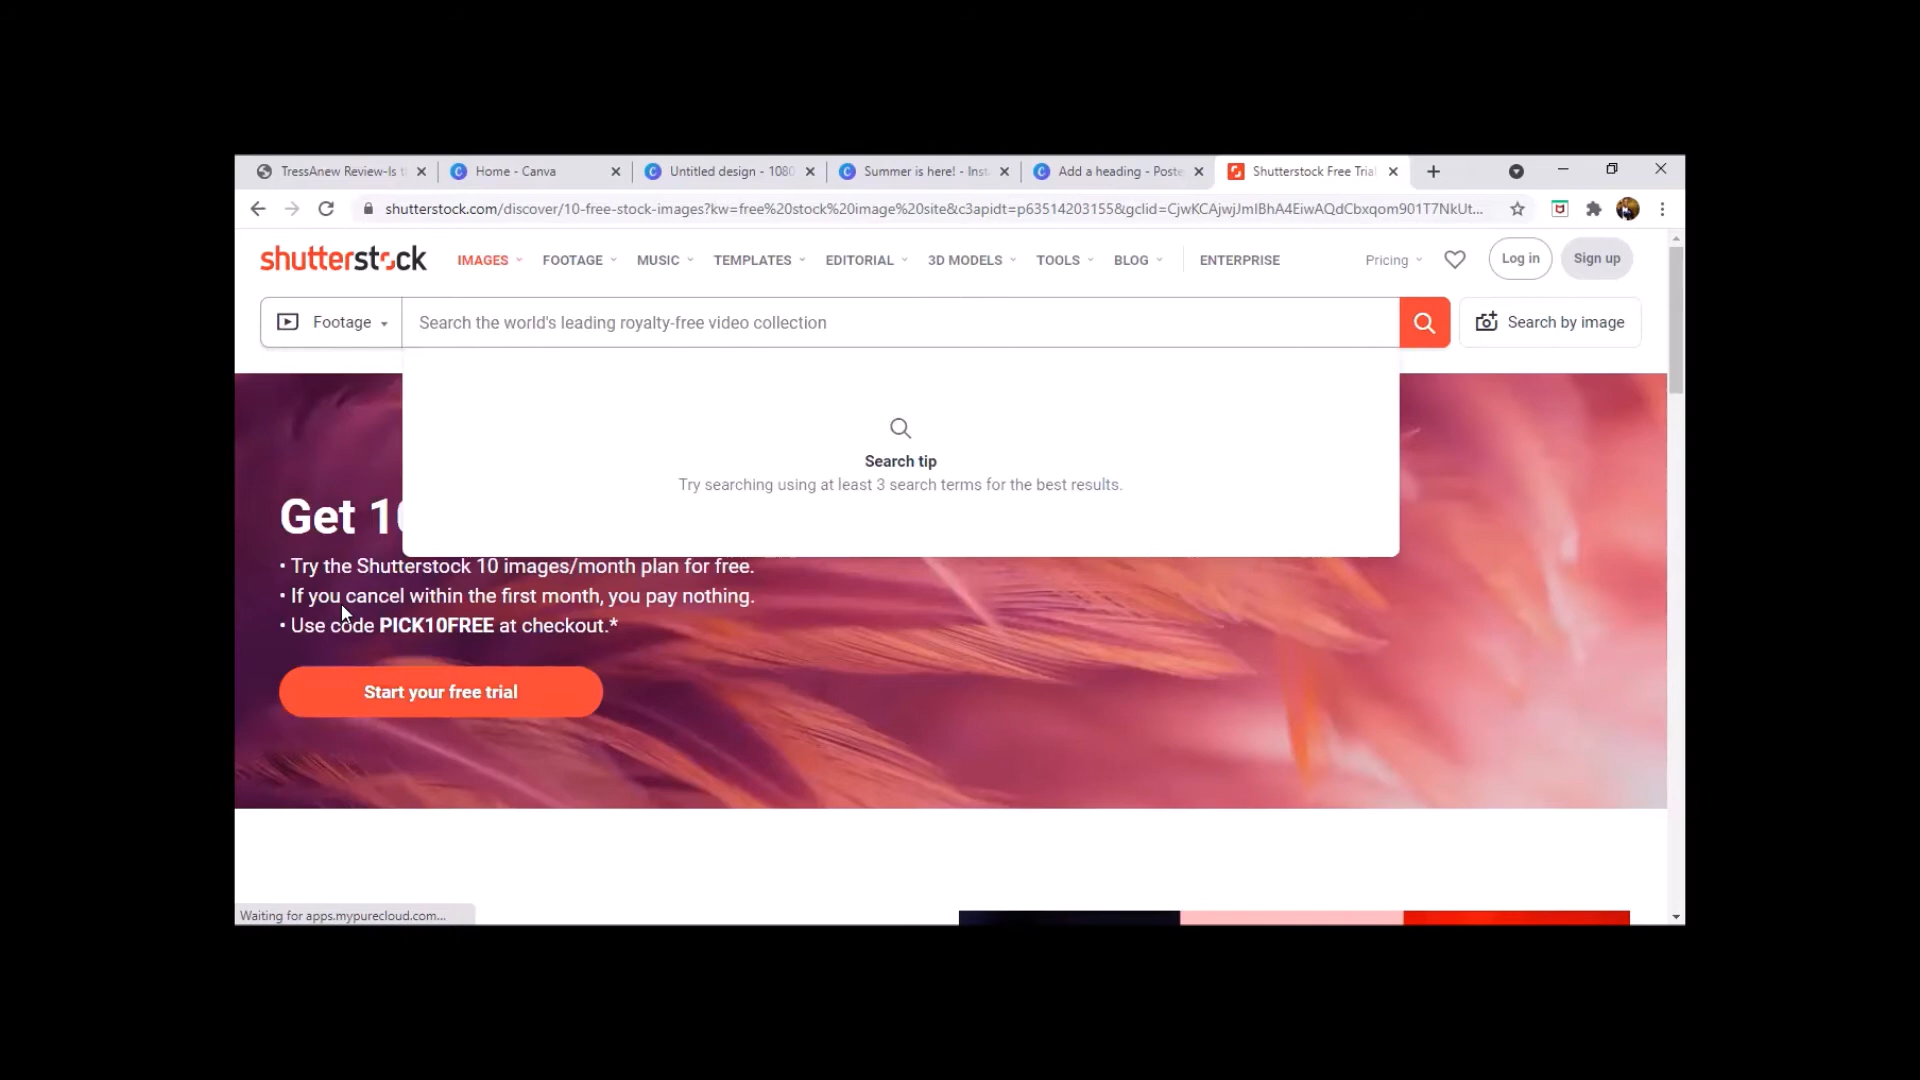 TressAnew Review-Is t
Home - Canva
Untitled design - 1080
Summer is here! - Inst
Add a heading - Poste
Shutterstock Free Trial
shutterstock.com/discover/10-free-stock-images?kw=free%20stock%20image%20site&c3apidt=p63514203155&gclid=CjwKCAjwjJmIBhA4EiwAQdCbxqom901T7NkUt...
shutterstock
IMAGES
FOOTAGE
MUSIC
TEMPLATES
EDITORIAL
3D MODELS
TOOLS
BLOG
ENTERPRISE
Pricing
Log in
Sign up
Footage
Search the world's leading royalty-free video collection
Search by image
Search tip
Try searching using at least 3 search terms for the best results.
Get 10
• Try the Shutterstock 10 images/month plan for free.
• If you cancel within the first month, you pay nothing.
• Use code PICK10FREE at checkout.*
Start your free trial
Waiting for apps.mypurecloud.com...